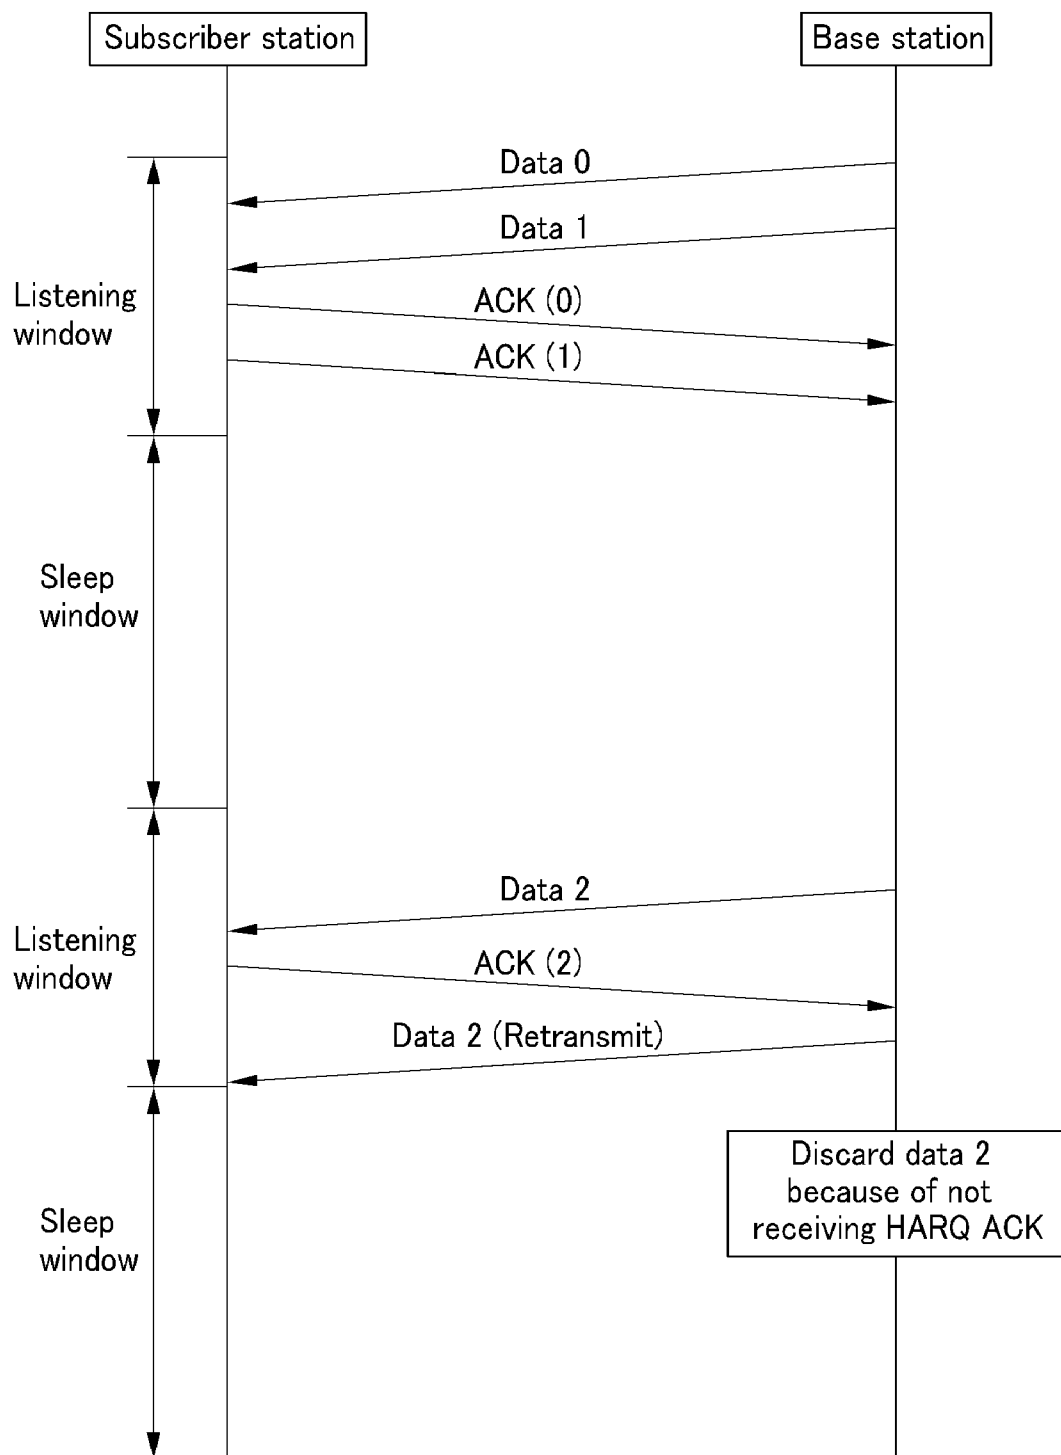 Subscriber station
Base station
Data 0
Data 1
Listening
window
ACK (0)
ACK (1)
Sleep
window
Data 2
Listening
window
ACK (2)
Data 2 (Retransmit)
Discard data 2
because of not
receiving HARQ ACK
Sleep
window